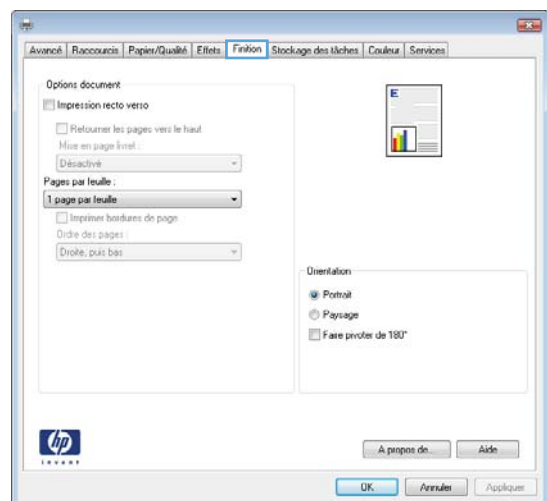 Avancé Raccourcis Papier/Qualité Effets Finition Stockage des tâches Couleur Services
Options document
Impression recto verso
Retourner les pages vers le haut
Mise en page livret :
Désactivé
Pages par feuille :
1 page par feuille
Imprimer bordures de page
Ordre des pages :
Droite, puis bas
E
Orientation
Portrait
Paysage
Faire pivoter de 180°
hp
invent
A propos de...
Aide
OK
Annuler
Appliquer